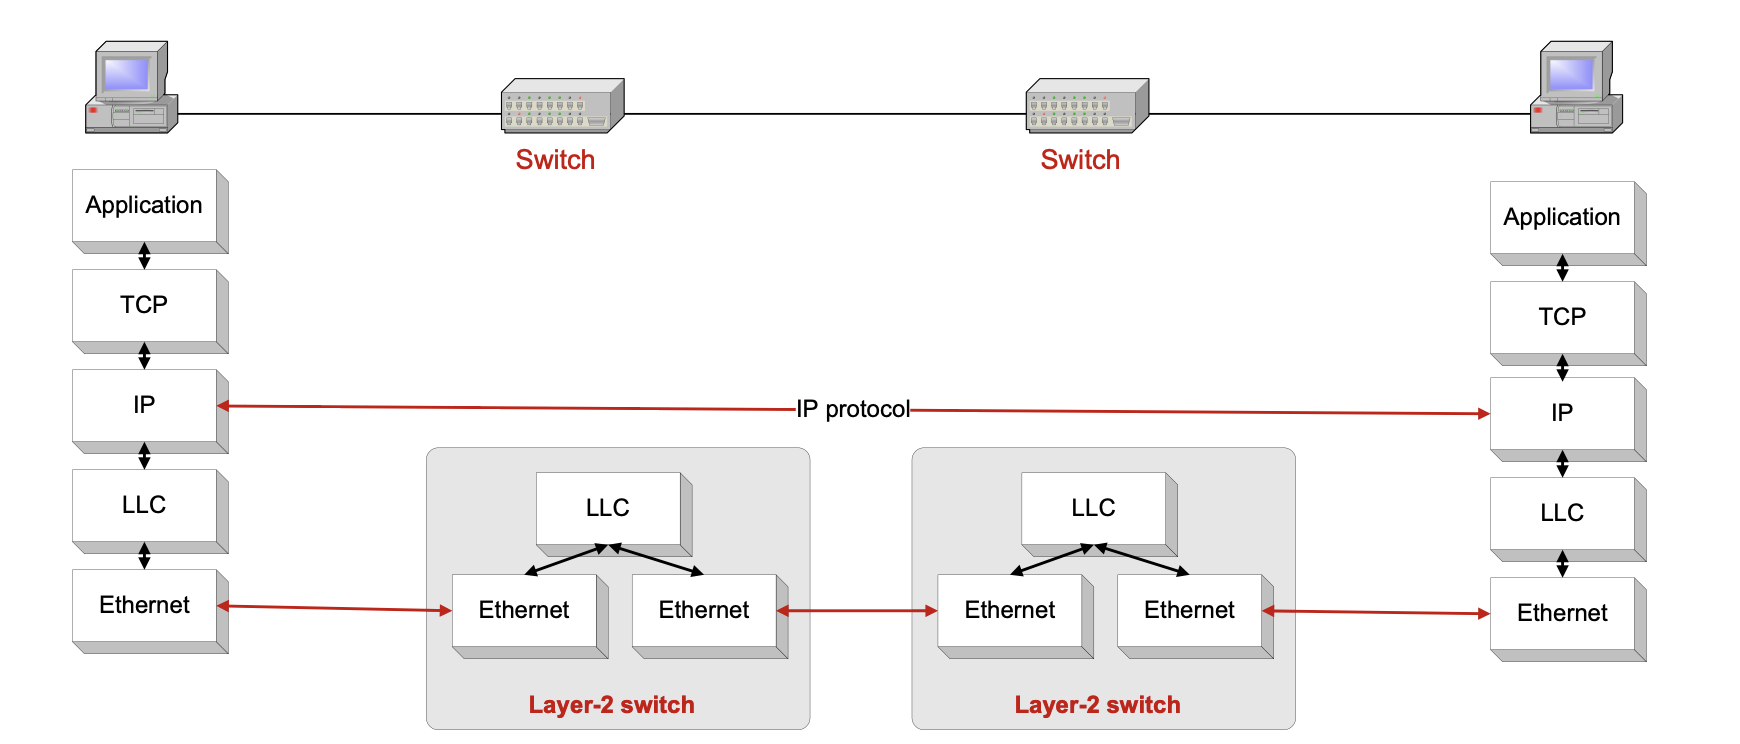 Switch
Switch
Application
Application
TCP
TCP
IP
IP protocol
IP
LLC
LLC
LLC
LLC
Ethernet
Ethernet
Ethernet
Ethernet
Ethernet
Ethernet
Layer-2 switch
Layer-2 switch